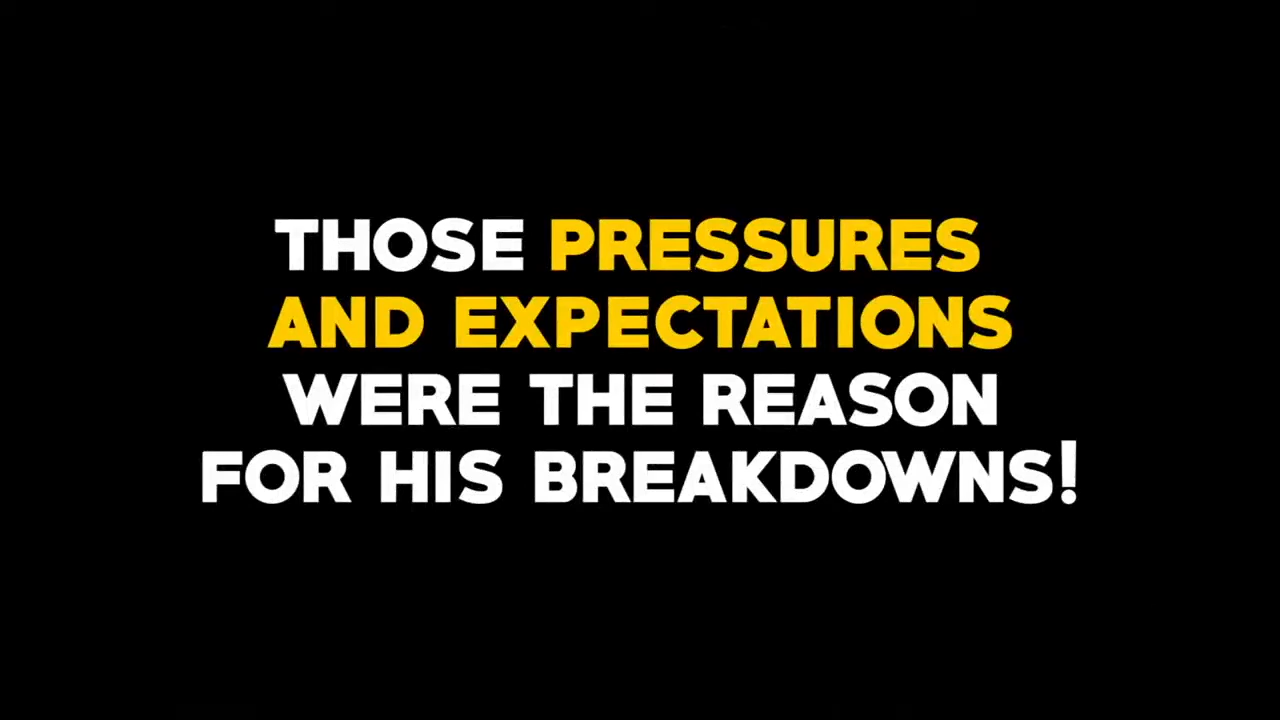 THOSE PRESSURES
AND EXPECTATIONS
WERE THE REASON
FOR HIS BREAKDOWNS!